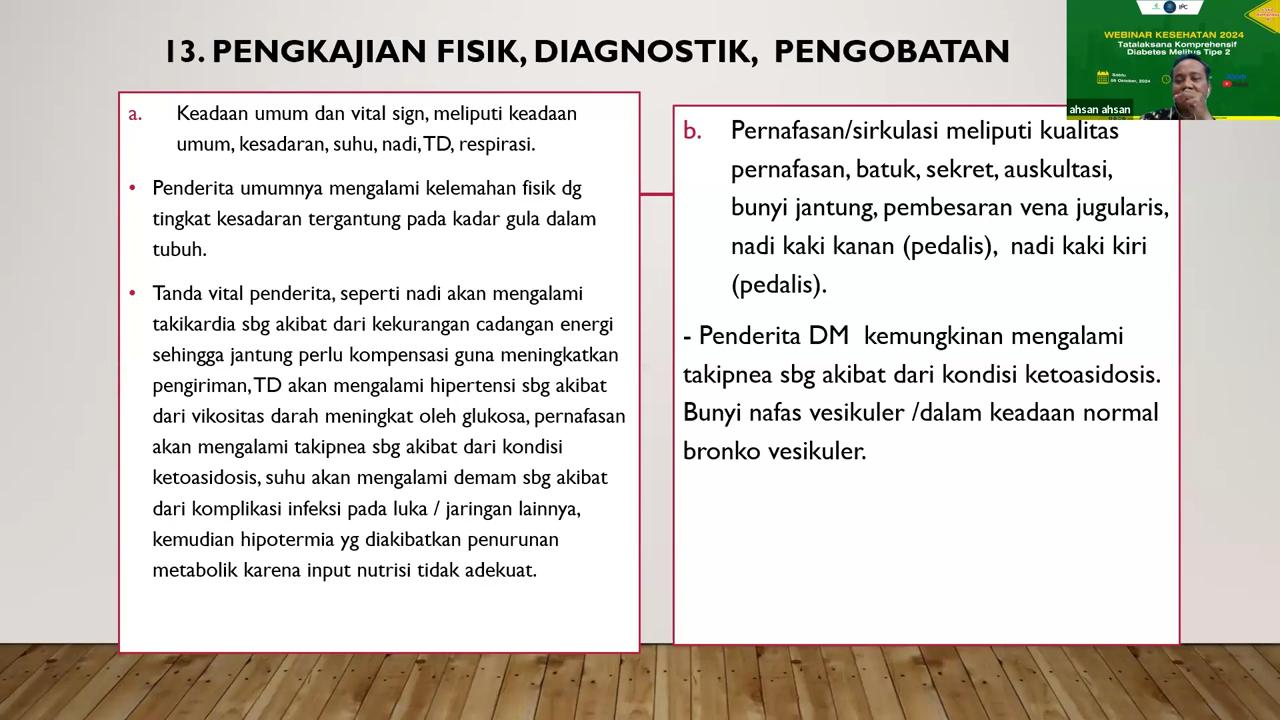 13. PENGKAJIAN FISIK, DIAGNOSTIK, PENGOBATAN
a. Keadaan umum dan vital sign, meliputi keadaan
umum, kesadaran, suhu, nadi, TD, respirasi.
• Penderita umumnya mengalami kelemahan fisik dg
tingkat kesadaran tergantung pada kadar gula dalam
tubuh.
• Tanda vital penderita, seperti nadi akan mengalami
takikardia sbg akibat dari kekurangan cadangan energi
sehingga jantung perlu kompensasi guna meningkatkan
pengiriman, TD akan mengalami hipertensi sbg akibat
dari vikositas darah meningkat oleh glukosa, pernafasan
akan mengalami takipnea sbg akibat dari kondisi
ketoasidosis, suhu akan mengalami demam sbg akibat
dari komplikasi infeksi pada luka / jaringan lainnya,
kemudian hipotermia yg diakibatkan penurunan
metabolik karena input nutrisi tidak adekuat.
b. Pernafasan/sirkulasi meliputi kualitas
pernafasan, batuk, sekret, auskultasi,
bunyi jantung, pembesaran vena jugularis,
nadi kaki kanan (pedalis), nadi kaki kiri
(pedalis).
- Penderita DM kemungkinan mengalami
takipnea sbg akibat dari kondisi ketoasidosis.
Bunyi nafas vesikuler /dalam keadaan normal
bronko vesikuler.
IPC
WEBINAR KESEHATAN 2024
Tatalaksana Komprehensif
Diabetes Melitus Tipe 2
Sabtu
ahsan ahsan